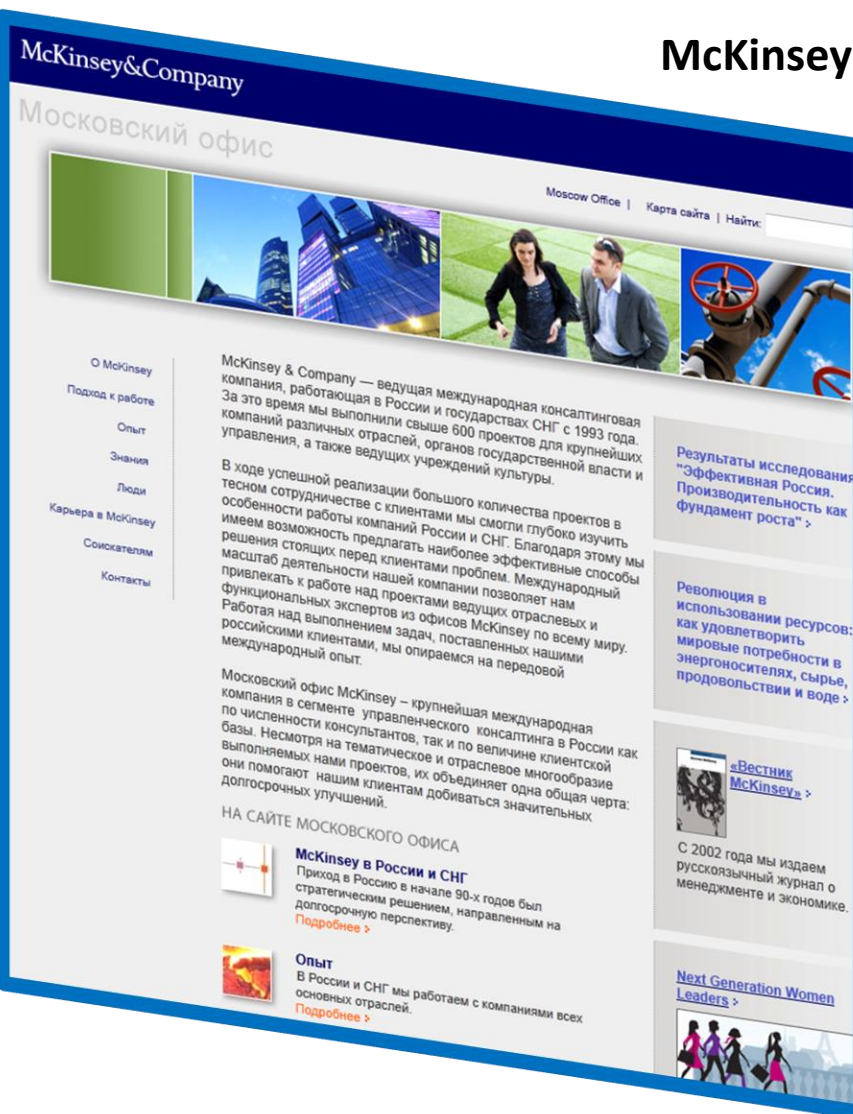 McKinsey
McKinsey&Company
Московский офис
Moscow Office | Карта сайта | Найти:
О McKinsey
Подход к работе
Опыт
Знания
Люди
Карьера в McKinsey
Соискателям
Контакты
McKinsey & Company — ведущая международная консалтинговая
компания, работающая в России и государствах СНГ с 1993 года.
За это время мы выполнили свыше 600 проектов для крупнейших
компаний различных отраслей, органов государственной власти и
управления, а также ведущих учреждений культуры.
В ходе успешной реализации большого количества проектов в
тесном сотрудничестве с клиентами мы смогли глубоко изучить
особенности работы компаний России и СНГ. Благодаря этому мы
имеем возможность предлагать наиболее эффективные способы
решения стоящих перед клиентами проблем. Международный
масштаб деятельности нашей компании позволяет нам
привлекать к работе над проектами ведущих отраслевых и
функциональных экспертов из офисов McKinsey по всему миру.
Работая над выполнением задач, поставленных нашими
российскими клиентами, мы опираемся на передовой
международный опыт.
Московский офис McKinsey – крупнейшая международная
компания в сегменте управленческого консалтинга в России как
по численности консультантов, так и по величине клиентской
базы. Несмотря на тематическое и отраслевое многообразие
выполняемых нами проектов, их объединяет одна общая черта:
они помогают нашим клиентам добиваться значительных
долгосрочных улучшений.
НА САЙТЕ МОСКОВСКОГО ОФИСА
McKinsey в России и СНГ
Приход в Россию в начале 90-х годов был
стратегическим решением, направленным на
долгосрочную перспективу.
Подробнее >
Опыт
В России и СНГ мы работаем с компаниями всех
основных отраслей.
Подробнее >
Результаты исследования
"Эффективная Россия.
Производительность как
фундамент роста" >
Революция в
использовании ресурсов:
как удовлетворить
мировые потребности в
энергоносителях, сырье,
продовольствии и воде >
«Вестник
McKinsey» >
С 2002 года мы издаем
русскоязычный журнал о
менеджменте и экономике.
Next Generation Women
Leaders >